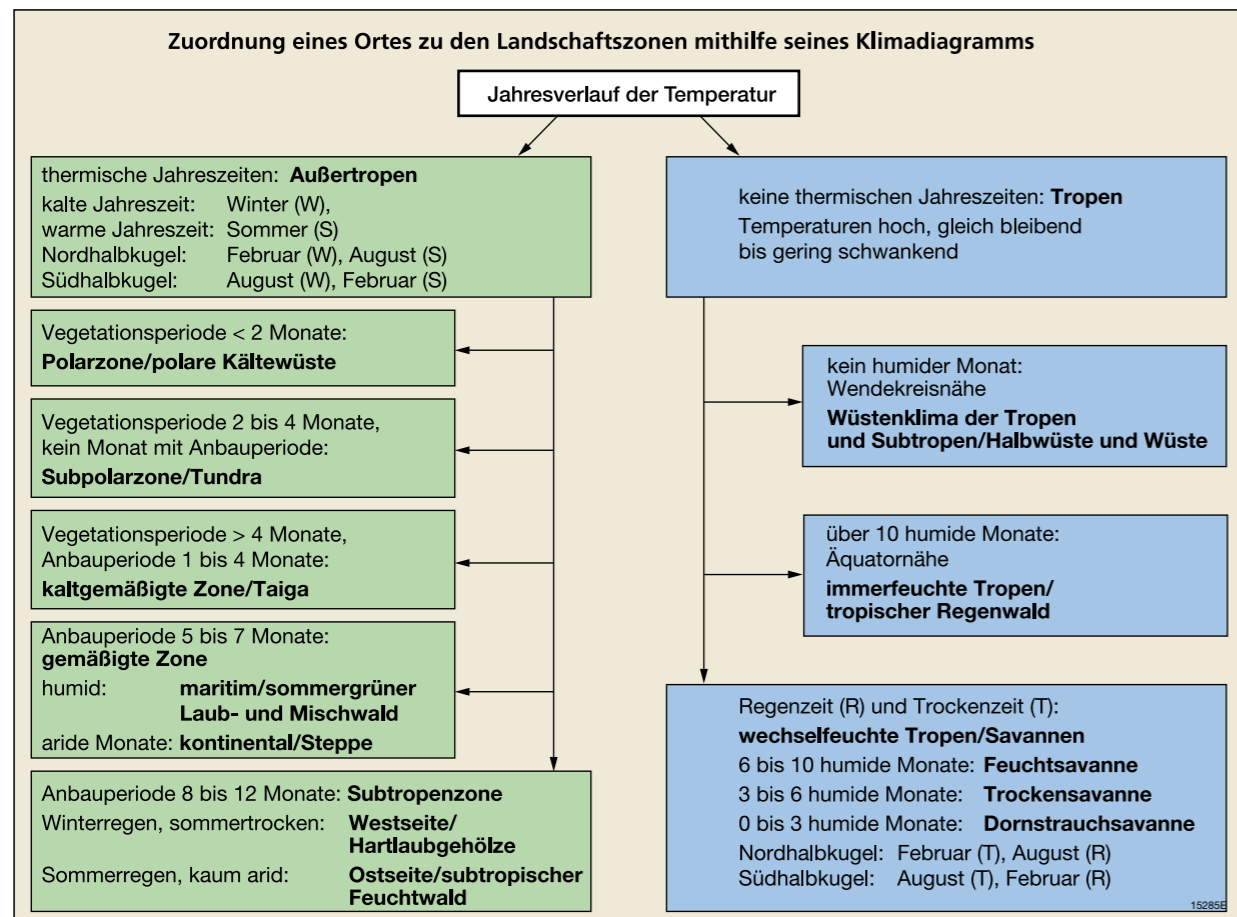 Zuordnung eines Ortes zu den Landschaftszonen mithilfe seines Klimadiagramms
Jahresverlauf der Temperatur
thermische Jahreszeiten: Außertropen
kalte Jahreszeit: Winter (W),
warme Jahreszeit: Sommer (S)
Nordhalbkugel: Februar (W), August (S)
Südhalbkugel: August (W), Februar (S)
Vegetationsperiode < 2 Monate:
Polarzone/polare Kältewüste
Vegetationsperiode 2 bis 4 Monate,
kein Monat mit Anbauperiode:
Subpolarzone/Tundra
Vegetationsperiode > 4 Monate,
Anbauperiode 1 bis 4 Monate:
kaltgemäßigte Zone/Taiga
Anbauperiode 5 bis 7 Monate:
gemäßigte Zone
humid: maritim/sommergrüner
Laub- und Mischwald
aride Monate: kontinental/Steppe
Anbauperiode 8 bis 12 Monate: Subtropenzone
Winterregen, sommertrocken: Westseite/
Hartlaubgehölze
Sommerregen, kaum arid: Ostseite/subtropischer
Feuchtwald
keine thermischen Jahreszeiten: Tropen
Temperaturen hoch, gleich bleibend
bis gering schwankend
kein humider Monat:
Wendekreisnähe
Wüstenklima der Tropen
und Subtropen/Halbwüste und Wüste
über 10 humide Monate:
Äquatornähe
immerfeuchte Tropen/
tropischer Regenwald
Regenzeit (R) und Trockenzeit (T):
wechselfeuchte Tropen/Savannen
6 bis 10 humide Monate: Feuchtsavanne
3 bis 6 humide Monate: Trockensavanne
0 bis 3 humide Monate: Dornstrauchsavanne
Nordhalbkugel: Februar (T), August (R)
Südhalbkugel: August (T), Februar (R)
15285E